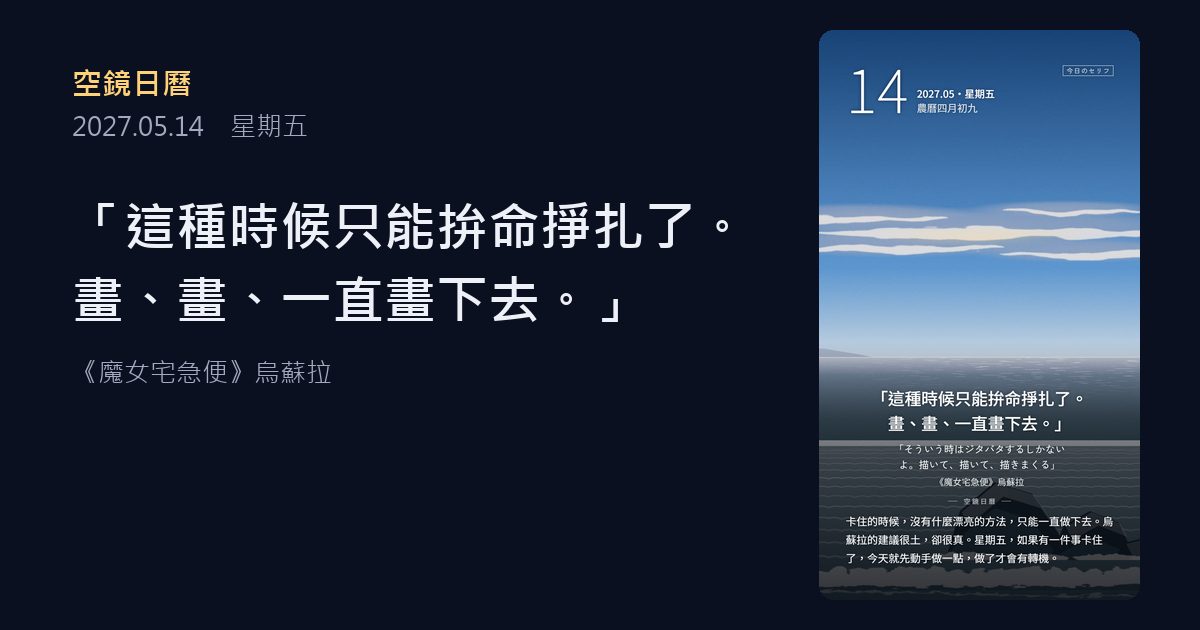 空鏡日曆
2027.05.14　星期五
「這種時候只能拚命掙扎了。
畫、畫、一直畫下去。」
《魔女宅急便》烏蘇拉
14
2027.05・星期五
農曆四月初九
今日のセリフ
「這種時候只能拚命掙扎了。
畫、畫、一直畫下去。」
「そういう時はジタバタするしかない
よ。描いて、描いて、描きまくる」
《魔女宅急便》烏蘇拉
— 空鏡日曆 —
卡住的時候，沒有什麼漂亮的方法，只能一直做下去。烏
蘇拉的建議很土，卻很真。星期五，如果有一件事卡住
了，今天就先動手做一點，做了才會有轉機。